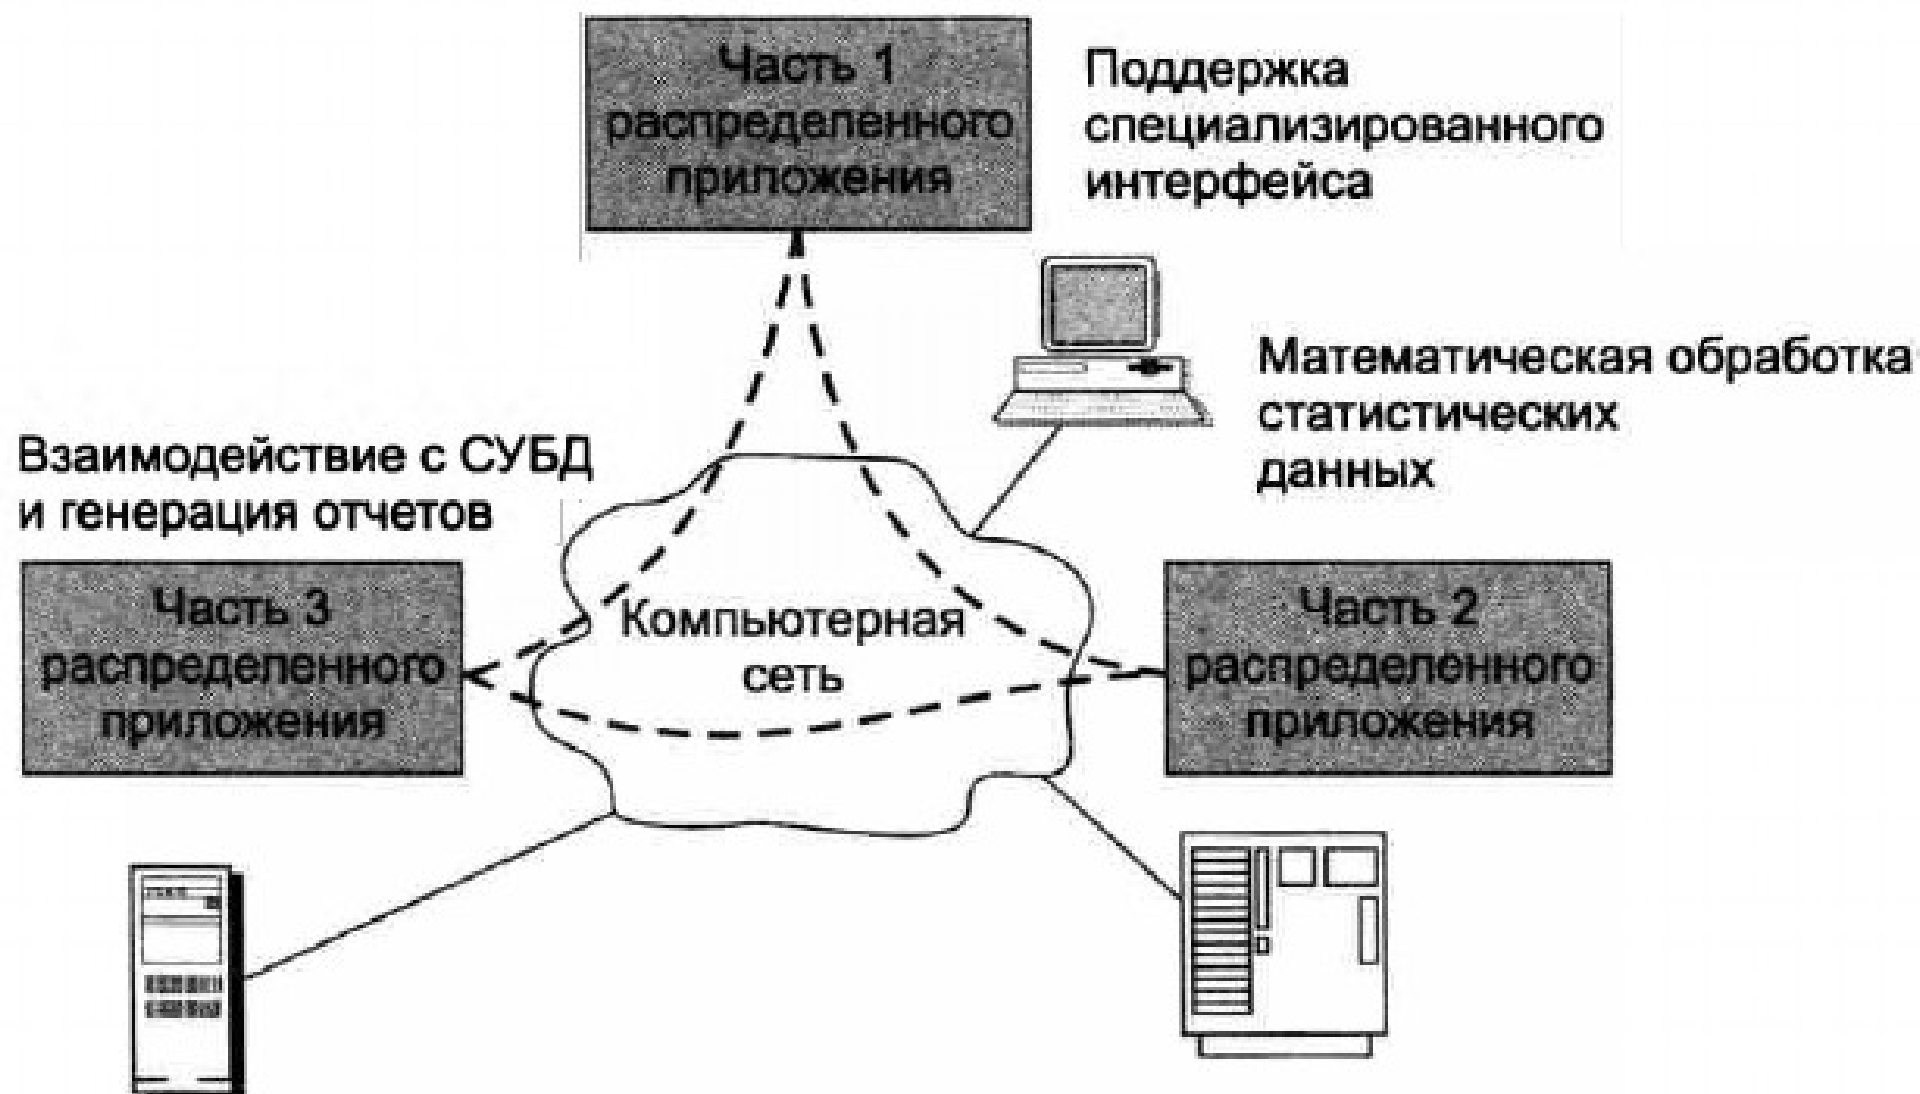 Часть 1
распределенного
приложения
Поддержка
специализированного
интерфейса
Математическая обработка
статистических
данных
Взаимодействие с СУБД
и генерация отчетов
Часть 3
распределенного
приложения
Компьютерная
сеть
Часть 2
распределенного
приложения